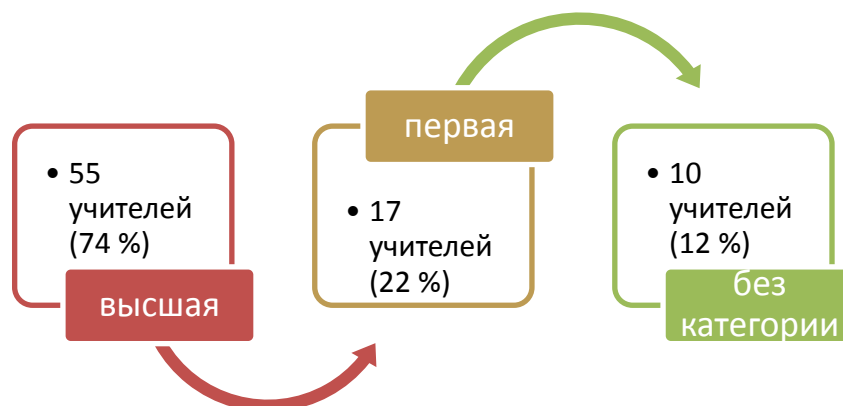 • 55
учителей
(74 %)
высшая
первая
• 17
учителей
(22 %)
• 10
учителей
(12 %)
без
категории